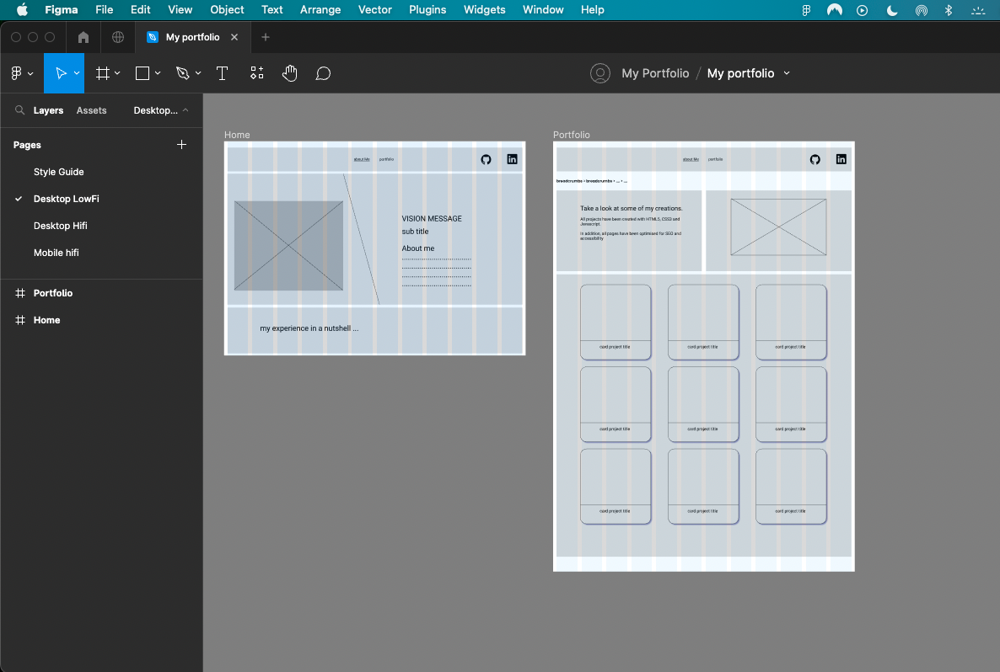 Figma File Edit View Object Text Arrange Vector Plugins Widgets Window Help
My portfolio
My Portfolio / My portfolio
Layers Assets Desktop...
Pages
Style Guide
Desktop LowFi
Desktop Hifi
Mobile hifi
Portfolio
Home
Home
about Me portfolio
in
VISION MESSAGE
sub title
About me
my experience in a nutshell ...
Portfolio
about Me portfolio
in
breadcrumbs > breadcrumbs > ... > ...
Take a look at some of my creations.
All projects have been created with HTML5, CSS3 and
Javascript
In addition, all pages have been optimised for SEO and
accessibility
card project title card project title card project title
card project title card project title card project title
card project title card project title card project title